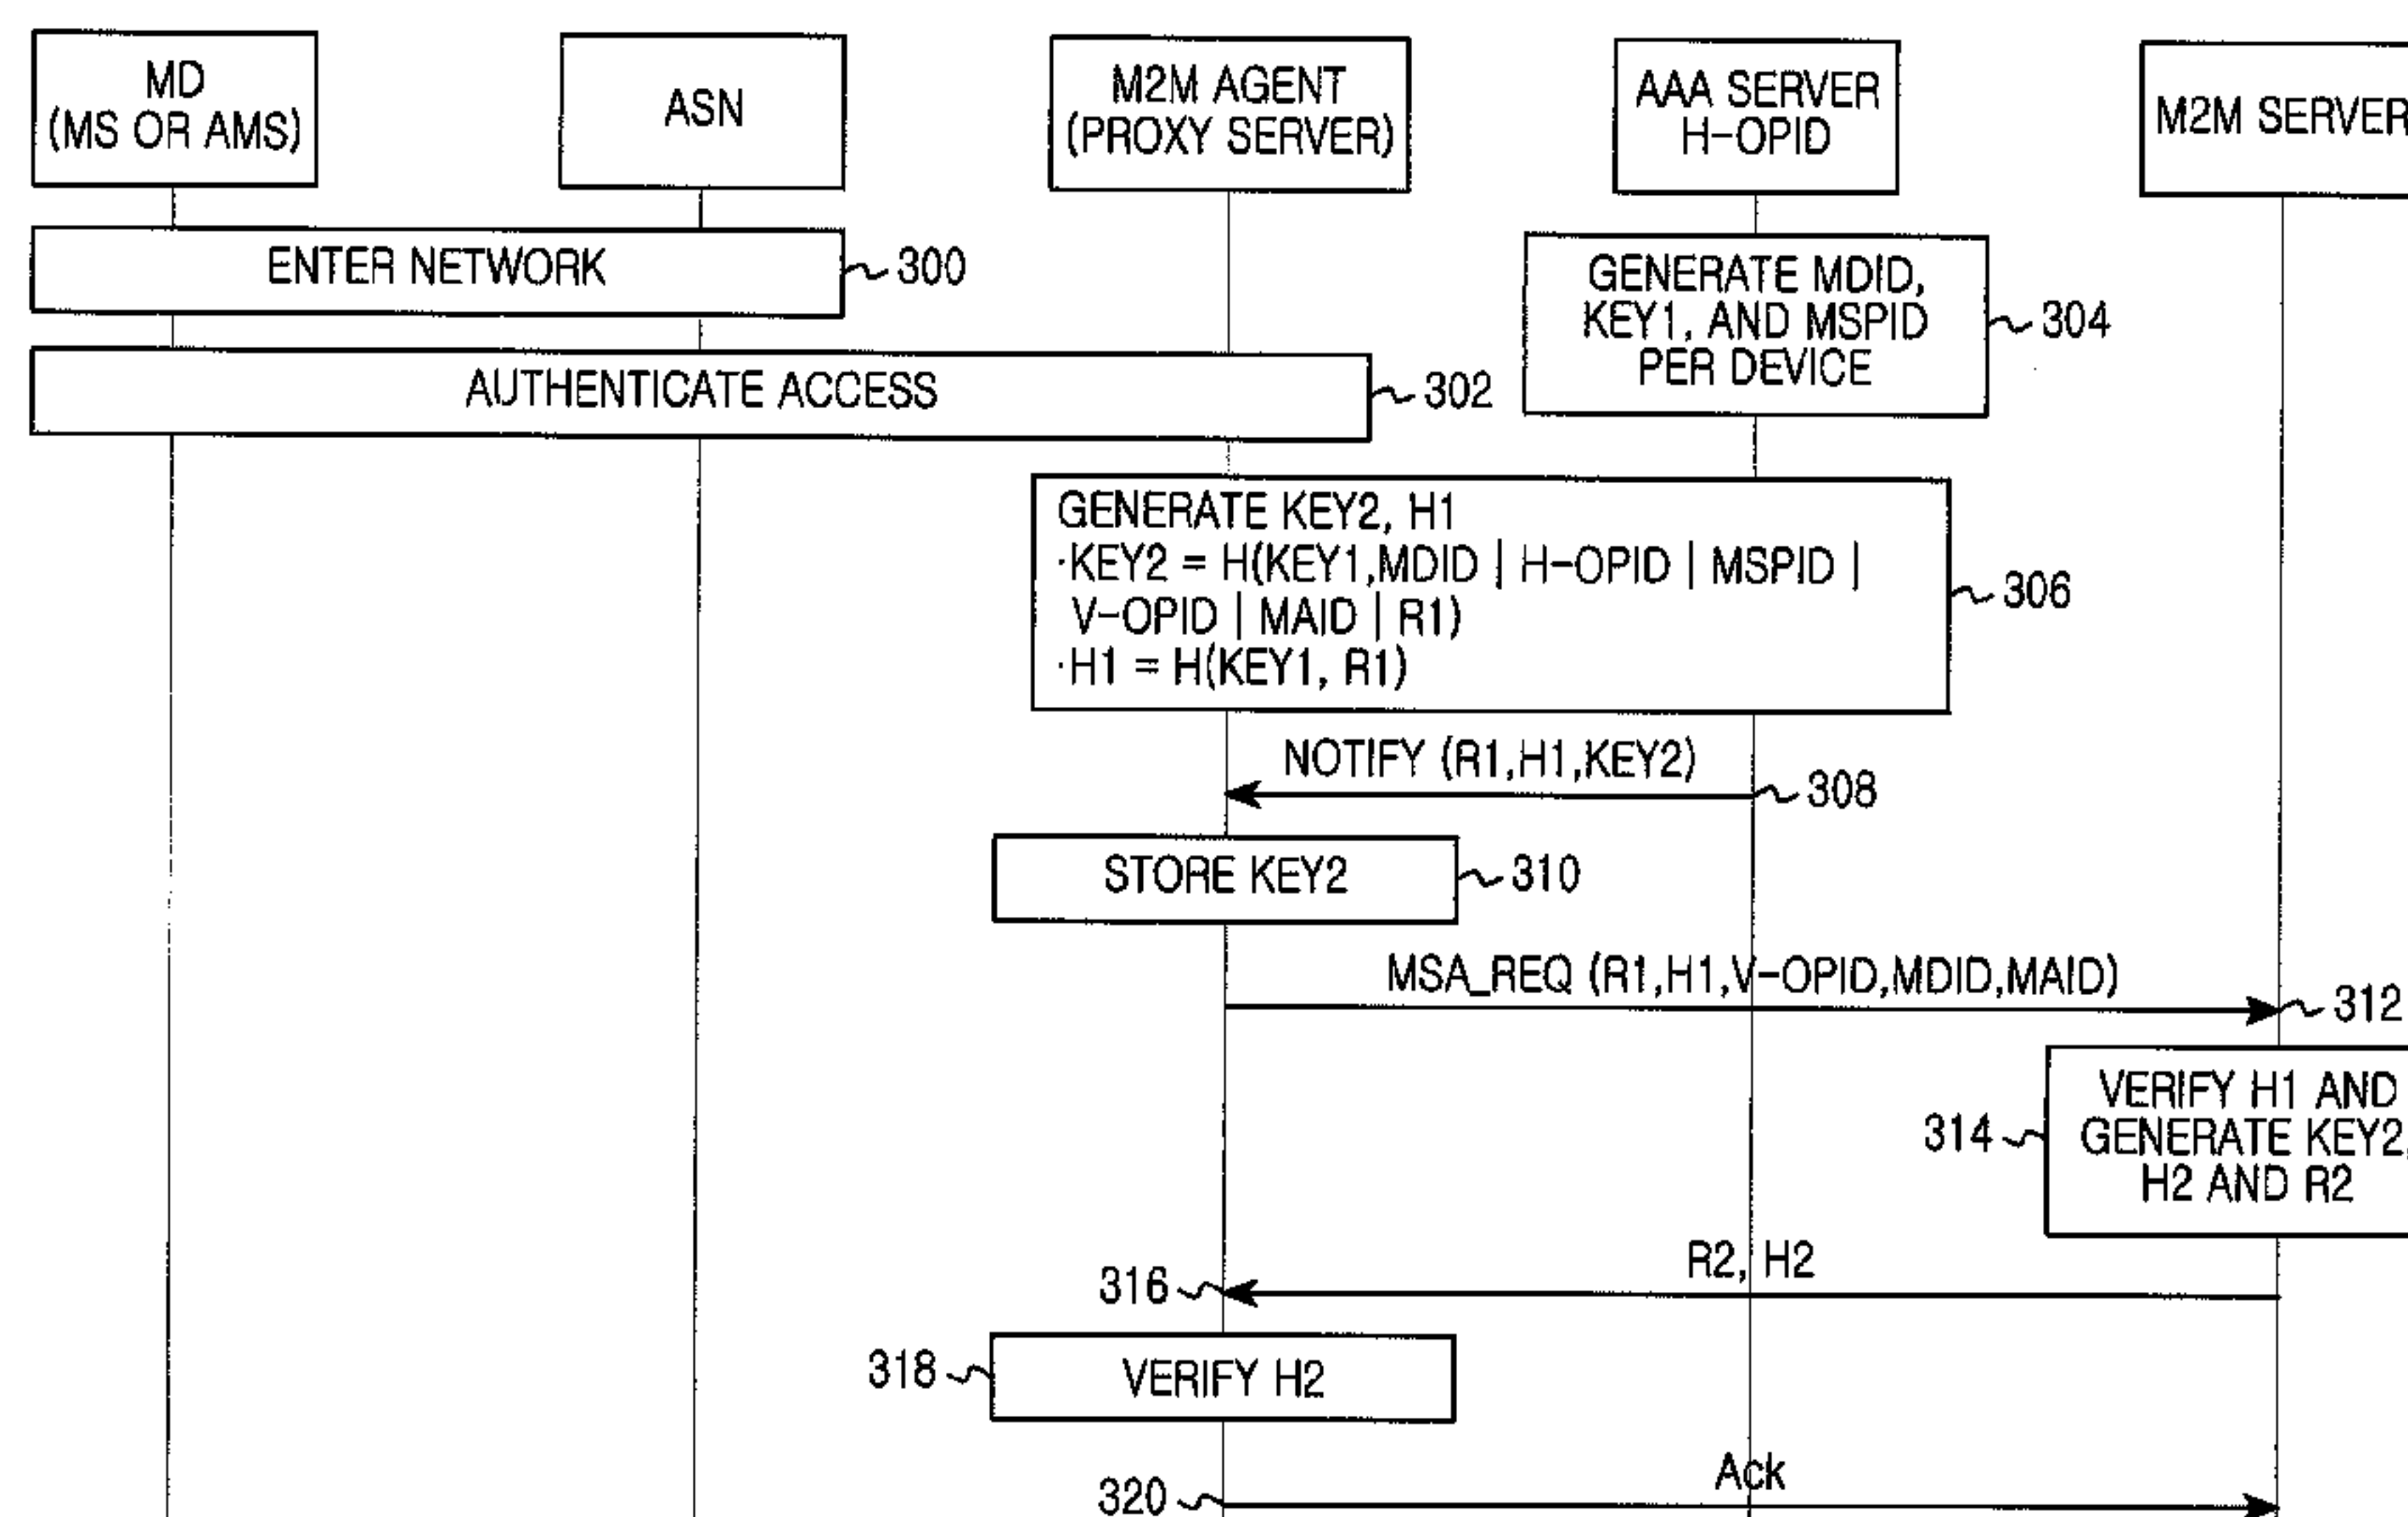 MD
(MS OR AMS)
ASN
M2M AGENT
(PROXY SERVER)
AAA SERVER
H-OPID
M2M SERVER
ENTER NETWORK
300
GENERATE MDID,
KEY1, AND MSPID
PER DEVICE
304
AUTHENTICATE ACCESS
302
GENERATE KEY2, H1
·KEY2 = H(KEY1,MDID | H-OPID | MSPID |
V-OPID | MAID | R1)
·H1 = H(KEY1, R1)
306
NOTIFY (R1,H1,KEY2)
308
STORE KEY2
310
MSA_REQ (R1,H1,V-OPID,MDID,MAID)
312
VERIFY H1 AND
GENERATE KEY2,
H2 AND R2
314
R2, H2
316
VERIFY H2
318
Ack
320